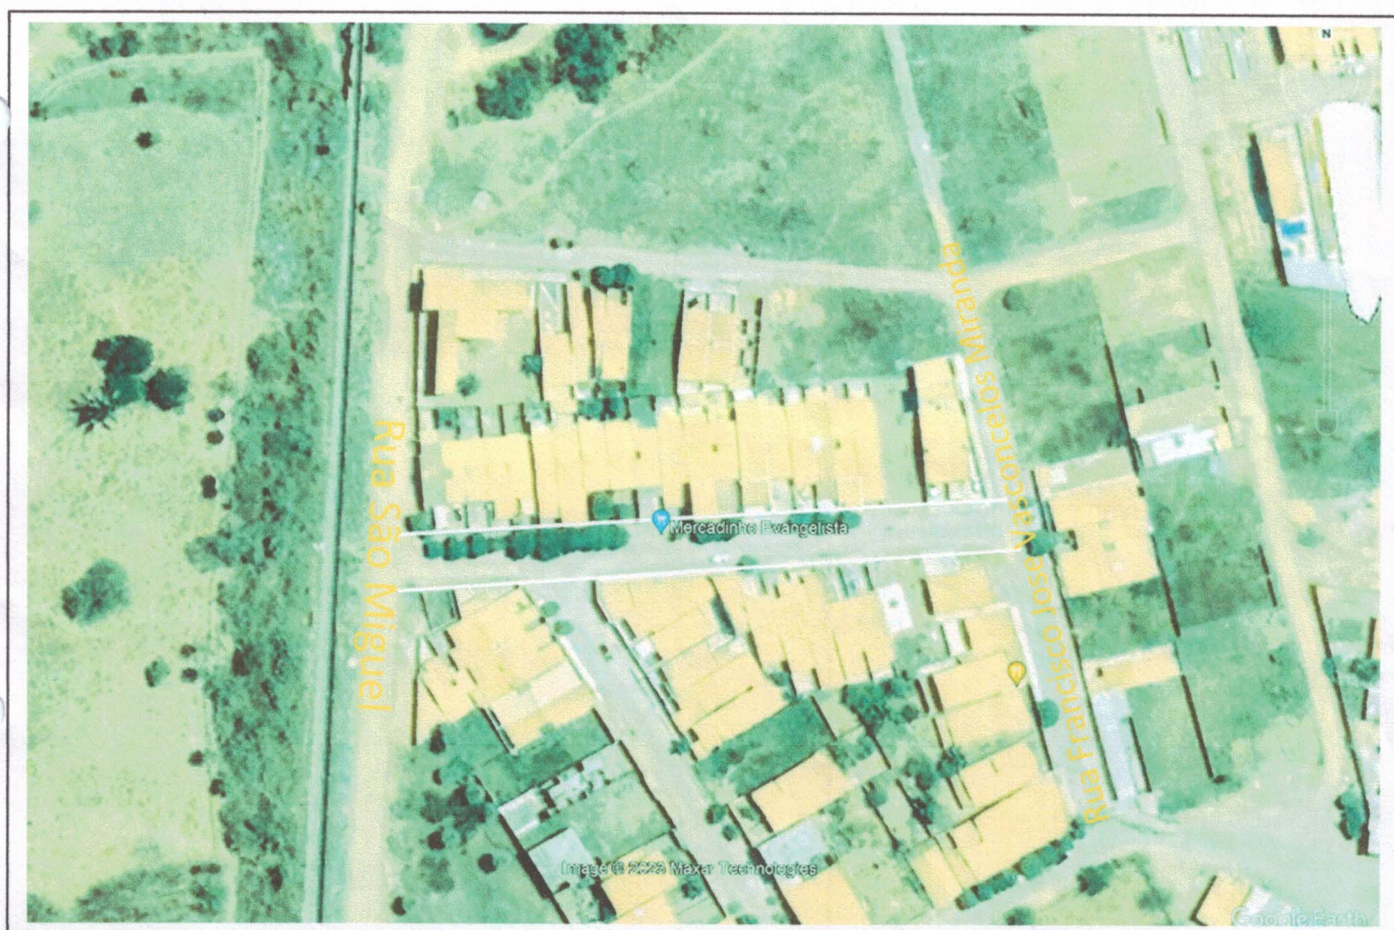 N
Rua Francisco José Vasconcelos Miranda
Rua São Miguel
Mercadinho Evangelista
Image © 2023 Maxar Technologies
Google Earth